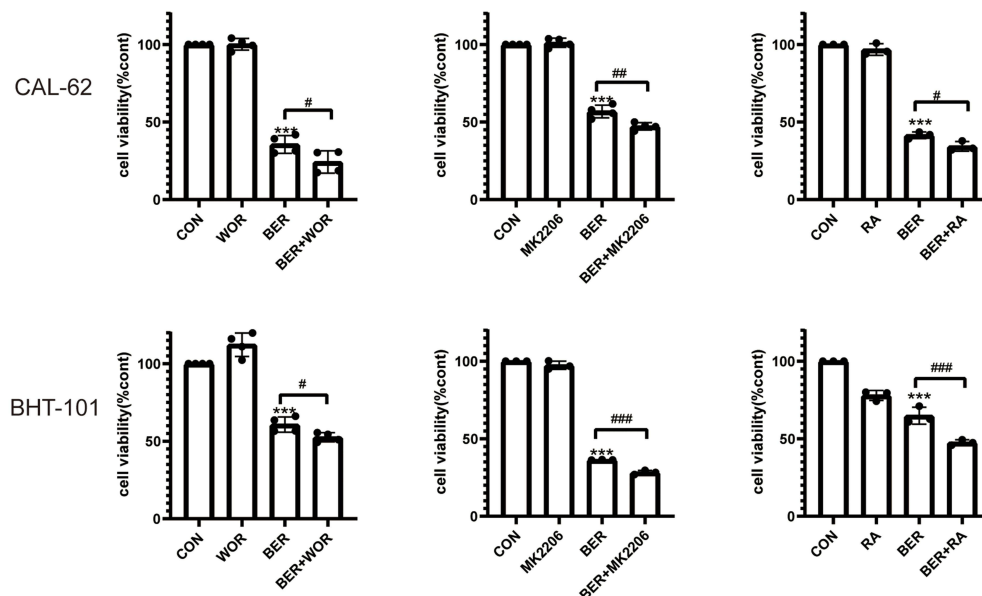 CAL-62
cell viability(%cont)
100
50
0
***
#
CON
WOR
BER
BER+WOR
cell viability(%cont)
100
50
0
***
##
CON
MK2206
BER
BER+MK2206
cell viability(%cont)
100
50
0
***
#
CON
RA
BER
BER+RA
BHT-101
cell viability(%cont)
100
50
0
***
#
CON
WOR
BER
BER+WOR
cell viability(%cont)
100
50
0
***
###
CON
MK2206
BER
BER+MK2206
cell viability(%cont)
100
50
0
***
###
CON
RA
BER
BER+RA